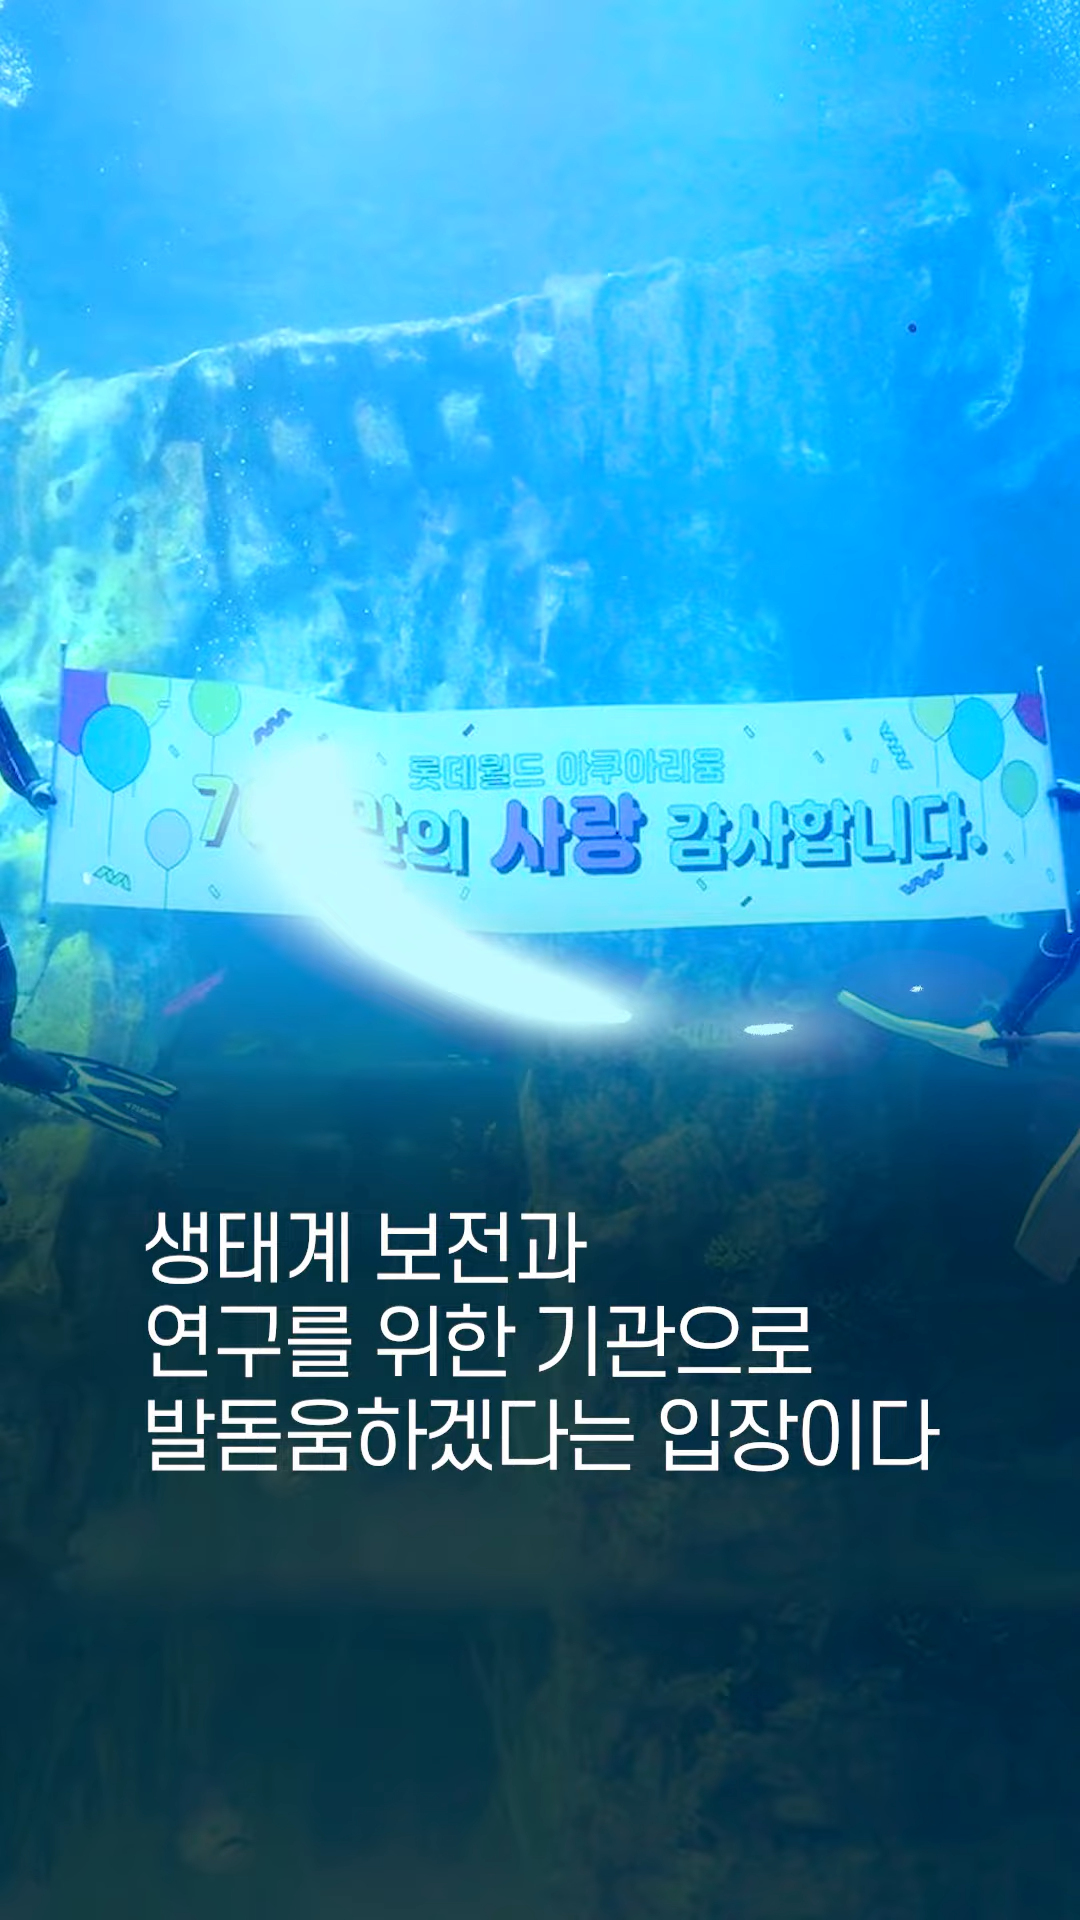 롯데월드 아쿠아리움
사랑 감사합니다.
생태계 보전과
연구를 위한 기관으로
발돋움하겠다는 입장이다